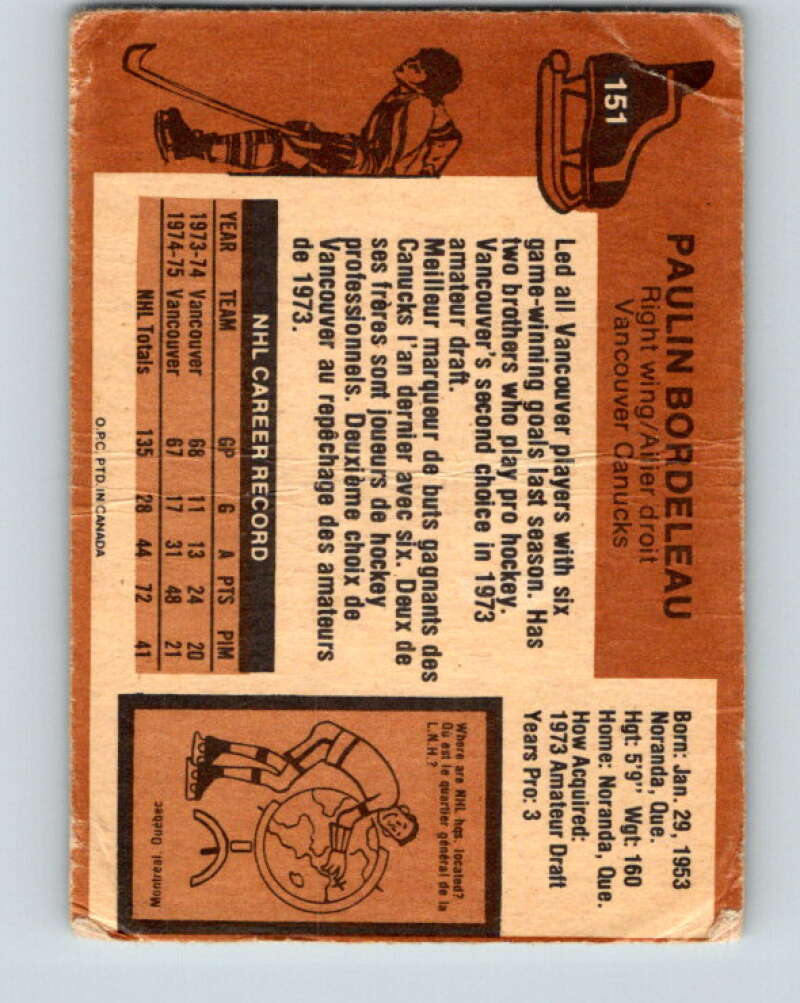 151
PAULIN BORDELEAU
Right wing/Ailier droit
Vancouver Canucks
Born: Jan. 29, 1953
Noranda, Que.
Hgt: 5'9" Wgt: 160
Home: Noranda, Que.
How Acquired:
1973 Amateur Draft
Years Pro: 3
Led all Vancouver players with six
game-winning goals last season. Has
two brothers who play pro hockey.
Vancouver's second choice in 1973
amateur draft.
Meilleur marqueur de buts gagnants des
Canucks l'an dernier avec six. Deux de
ses frères sont joueurs de hockey
professionnels. Deuxième choix de
Vancouver au repêchage des amateurs
de 1973.
NHL CAREER RECORD
YEAR TEAM GP G A PTS PIM
1973-74 Vancouver 68 11 13 24 20
1974-75 Vancouver 67 17 31 48 21
NHL Totals 135 28 44 72 41
O.P.C. PTD. IN CANADA
Where are NHL hqs. located?
Où est le quartier général de la
L.N.H.?
Montreal, Québec